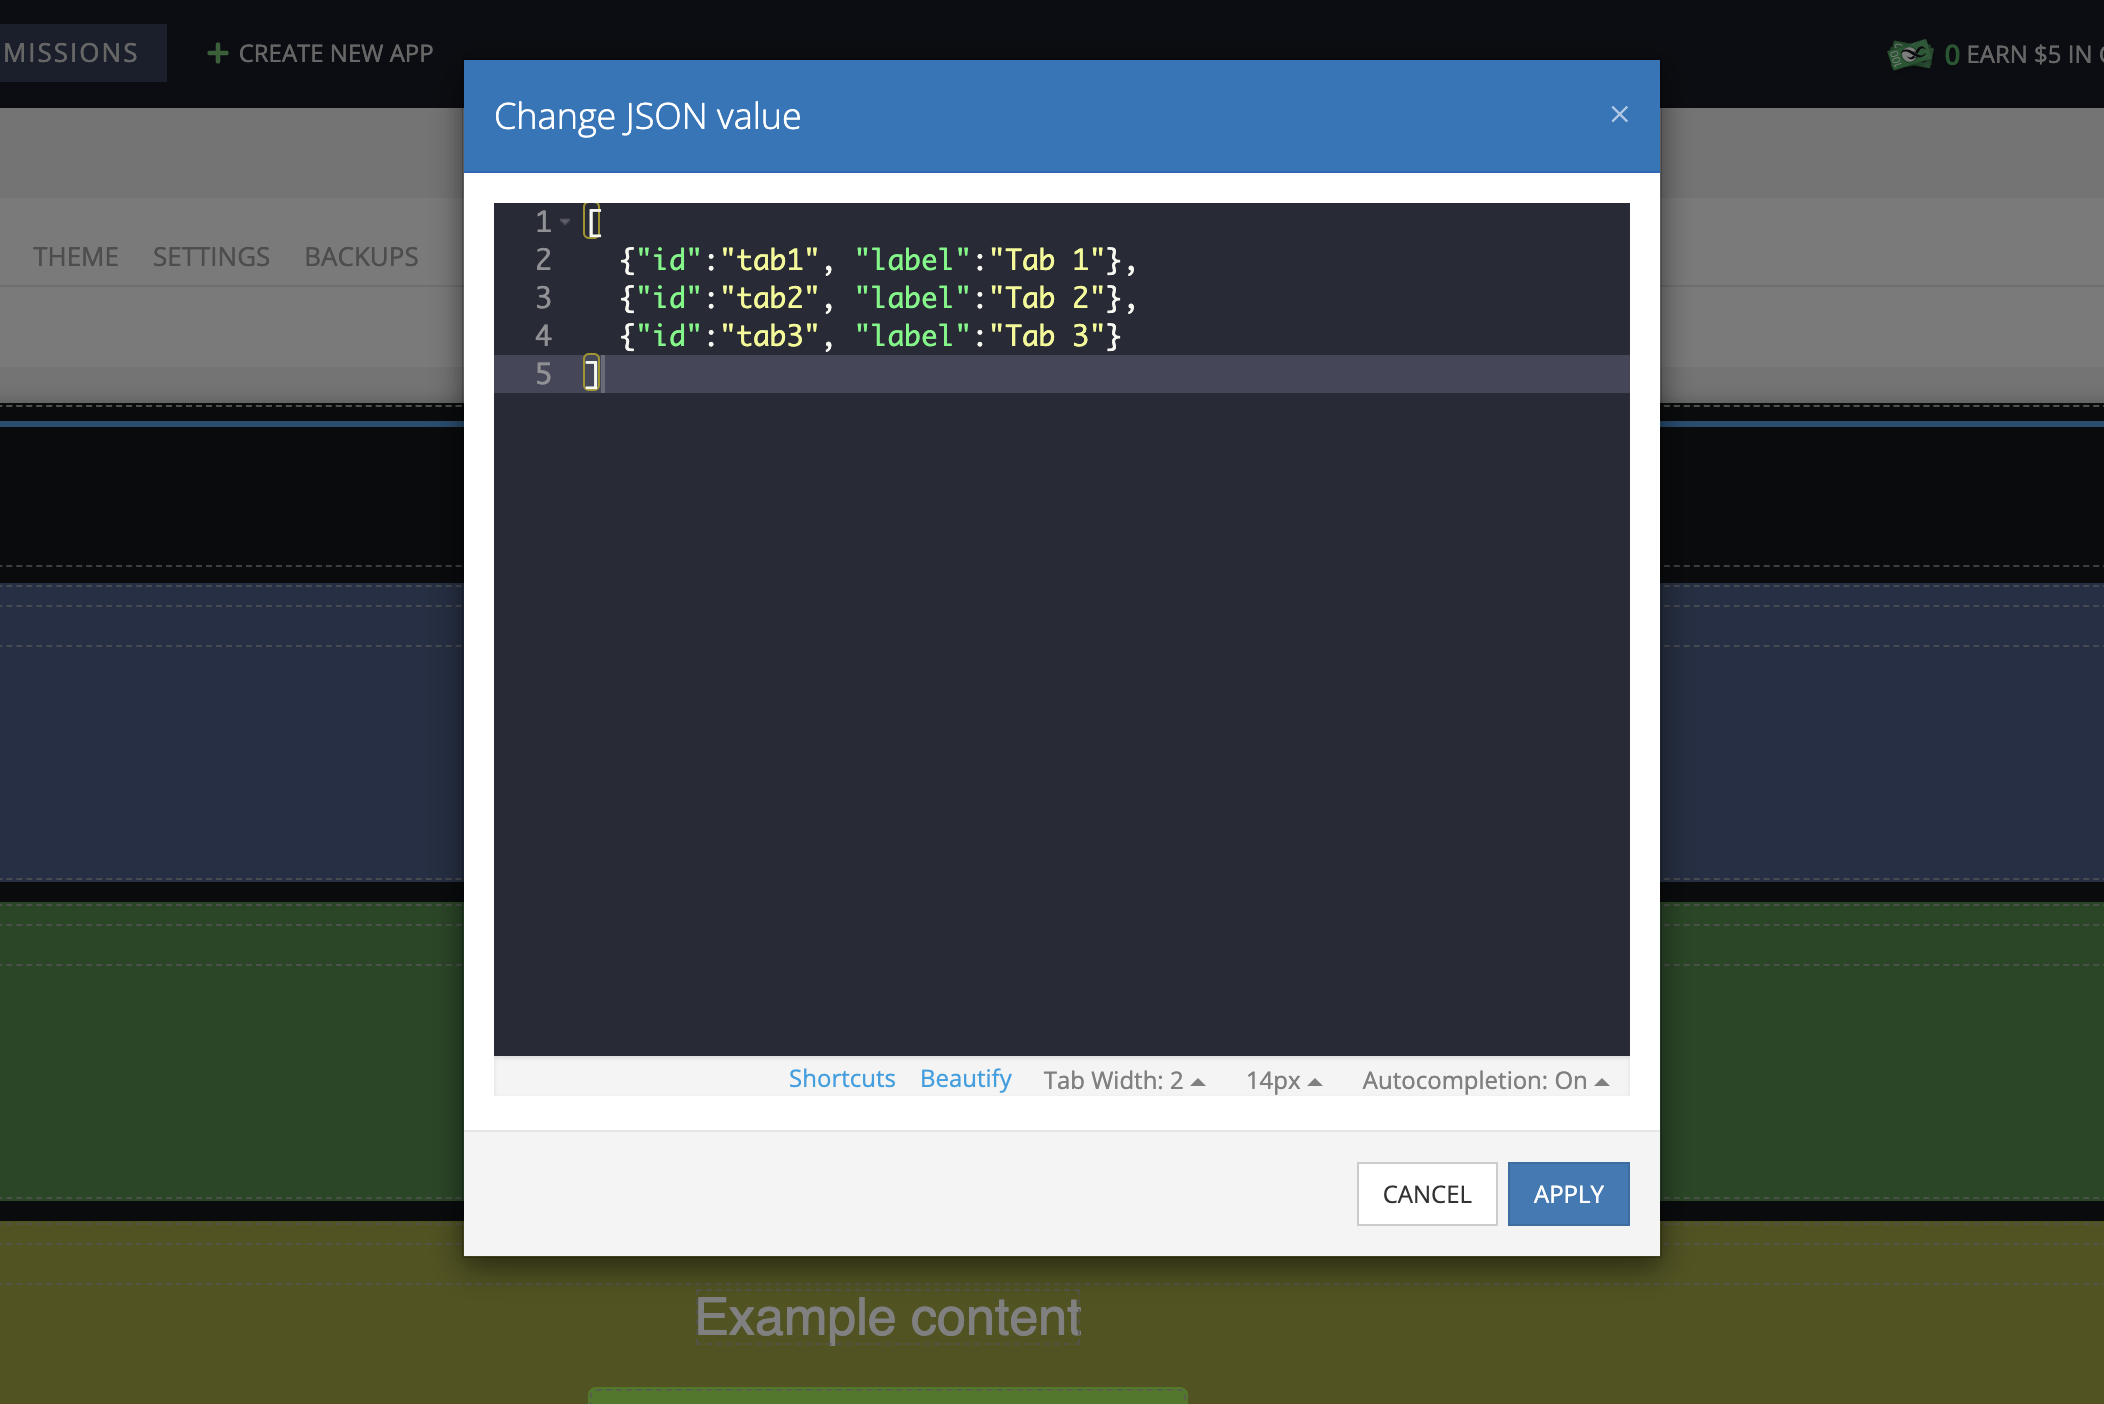 MISSIONS
CREATE NEW APP
0 EARN $5 IN
Change JSON value
×
THEME SETTINGS BACKUPS
1 [
2 {"id":"tab1", "label":"Tab 1"},
3 {"id":"tab2", "label":"Tab 2"},
4 {"id":"tab3", "label":"Tab 3"}
5 ]
Shortcuts Beautify Tab Width: 2 14px Autocompletion: On
CANCEL APPLY
Example content